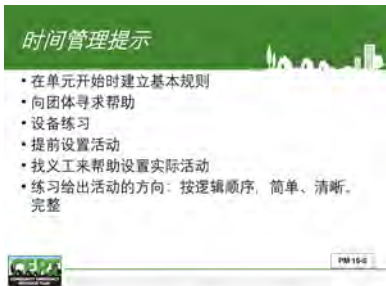 时间管理提示
• 在单元开始时建立基本规则
• 向团体寻求帮助
• 设备练习
• 提前设置活动
• 找义工来帮助设置实际活动
• 练习给出活动的方向：按逻辑顺序, 简单、清晰、
完整
CERT